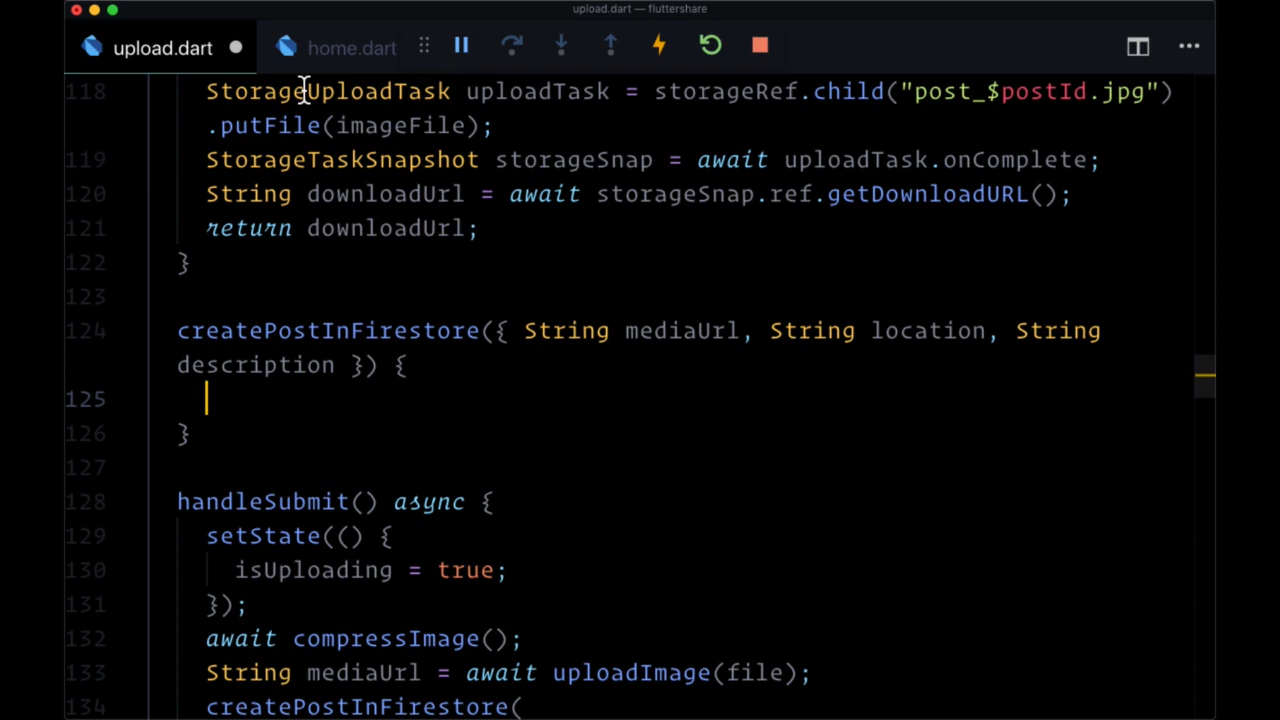 upload.dart — fluttershare
upload.dart home.dart
118 StorageUploadTask uploadTask = storageRef.child("post_$postId.jpg")
.putFile(imageFile);
119 StorageTaskSnapshot storageSnap = await uploadTask.onComplete;
120 String downloadUrl = await storageSnap.ref.getDownloadURL();
121 return downloadUrl;
122 }
123
124 createPostInFirestore({ String mediaUrl, String location, String
description }) {
125
126 }
127
128 handleSubmit() async {
129 setState(() {
130 isUploading = true;
131 });
132 await compressImage();
133 String mediaUrl = await uploadImage(file);
134 createPostInFirestore(